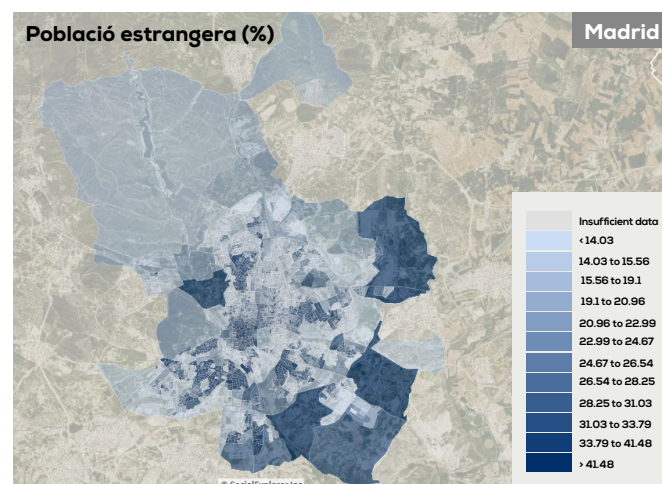 Població estrangera (%)
Madrid
Insufficient data
< 14.03
14.03 to 15.56
15.56 to 19.1
19.1 to 20.96
20.96 to 22.99
22.99 to 24.67
24.67 to 26.54
26.54 to 28.25
28.25 to 31.03
31.03 to 33.79
33.79 to 41.48
> 41.48
© SocialExplorer Inc